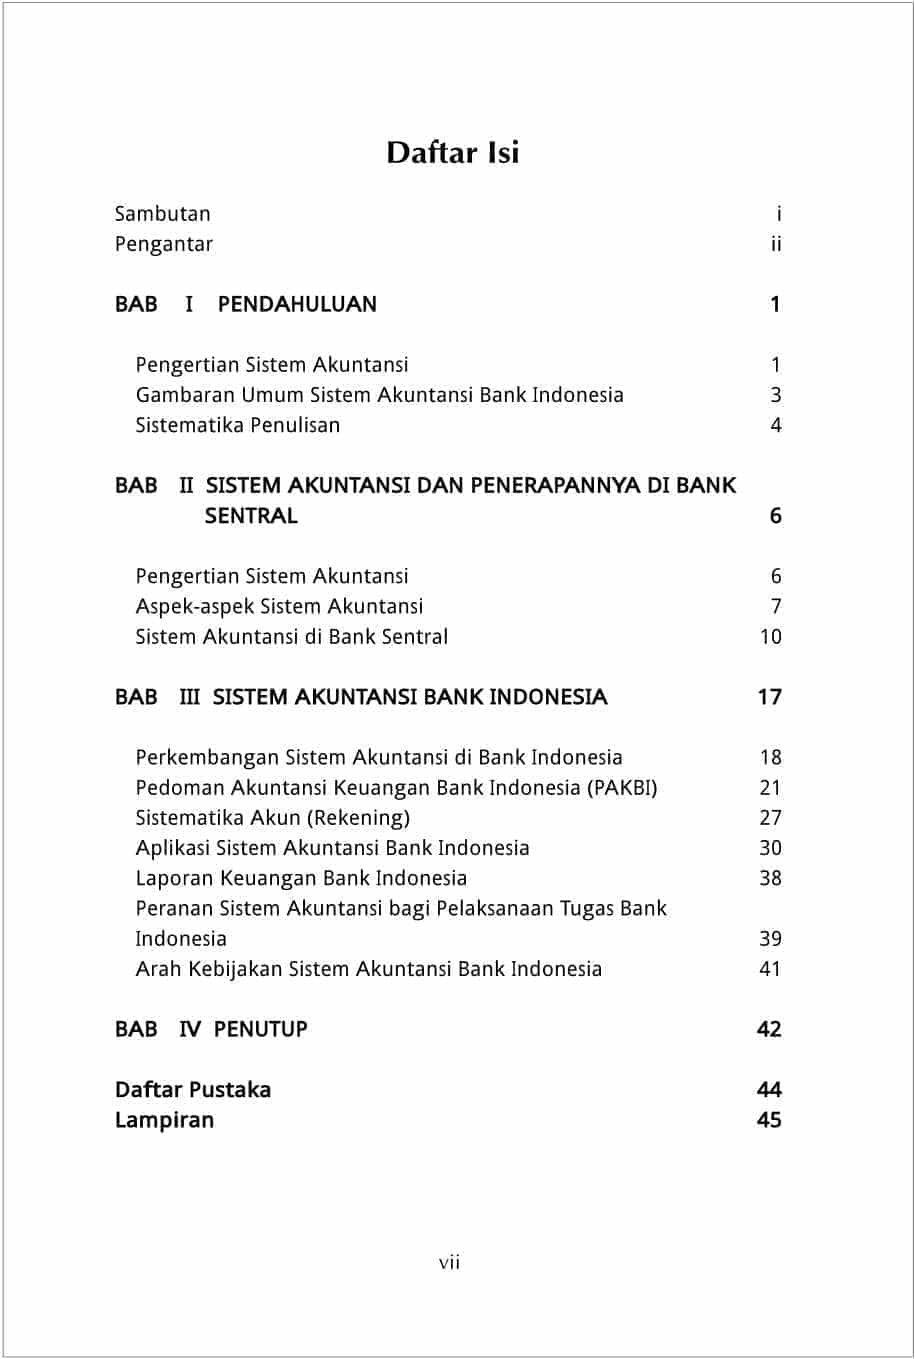 Daftar Isi
Sambutan i
Pengantar ii
BAB I PENDAHULUAN 1
Pengertian Sistem Akuntansi 1
Gambaran Umum Sistem Akuntansi Bank Indonesia 3
Sistematika Penulisan 4
BAB II SISTEM AKUNTANSI DAN PENERAPANNYA DI BANK
SENTRAL 6
Pengertian Sistem Akuntansi 6
Aspek-aspek Sistem Akuntansi 7
Sistem Akuntansi di Bank Sentral 10
BAB III SISTEM AKUNTANSI BANK INDONESIA 17
Perkembangan Sistem Akuntansi di Bank Indonesia 18
Pedoman Akuntansi Keuangan Bank Indonesia (PAKBI) 21
Sistematika Akun (Rekening) 27
Aplikasi Sistem Akuntansi Bank Indonesia 30
Laporan Keuangan Bank Indonesia 38
Peranan Sistem Akuntansi bagi Pelaksanaan Tugas Bank
Indonesia 39
Arah Kebijakan Sistem Akuntansi Bank Indonesia 41
BAB IV PENUTUP 42
Daftar Pustaka 44
Lampiran 45
vii